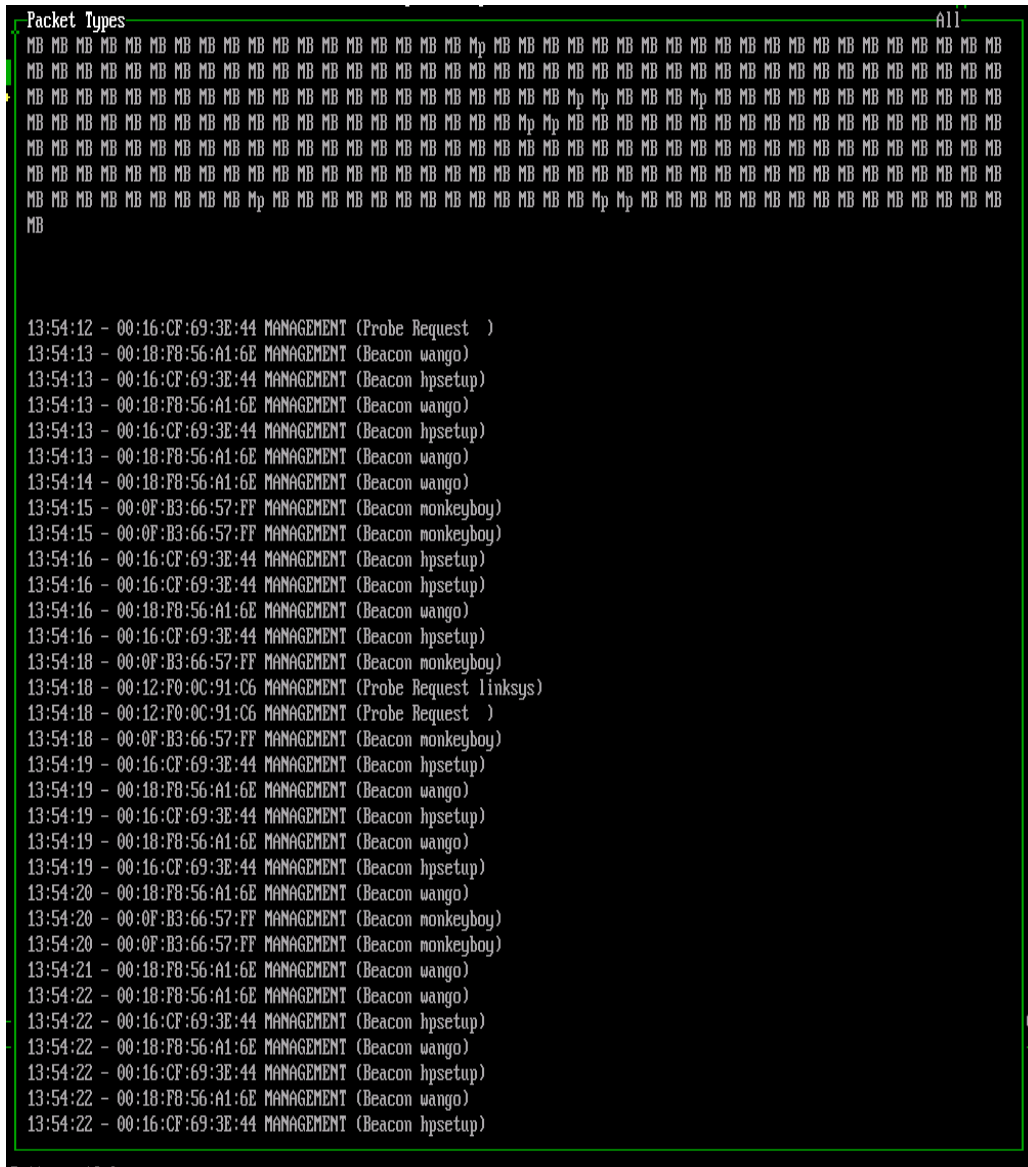 Packet Types All
MB MB MB MB MB MB MB MB MB MB MB MB MB MB MB MB MB MB Mp MB MB MB MB MB MB MB MB MB MB MB MB MB MB MB MB MB MB MB MB MB
MB MB MB MB MB MB MB MB MB MB MB MB MB MB MB MB MB MB MB MB MB MB MB MB MB MB MB MB MB MB MB MB MB MB MB MB MB MB MB MB
MB MB MB MB MB MB MB MB MB MB MB MB MB MB MB MB MB MB MB MB MB MB Mp Mp MB MB MB Mp MB MB MB MB MB MB MB MB MB MB MB MB
MB MB MB MB MB MB MB MB MB MB MB MB MB MB MB MB MB MB MB MB Mp Mp MB MB MB MB MB MB MB MB MB MB MB MB MB MB MB MB MB MB
MB MB MB MB MB MB MB MB MB MB MB MB MB MB MB MB MB MB MB MB MB MB MB MB MB MB MB MB MB MB MB MB MB MB MB MB MB MB MB MB
MB MB MB MB MB MB MB MB MB MB MB MB MB MB MB MB MB MB MB MB MB MB MB MB MB MB MB MB MB MB MB MB MB MB MB MB MB MB MB MB
MB MB MB MB MB MB MB MB MB Mp MB MB MB MB MB MB MB MB MB MB MB MB MB Mp Mp MB MB MB MB MB MB MB MB MB MB MB MB MB MB MB
MB
13:54:12 - 00:16:CF:69:3E:44 MANAGEMENT (Probe Request  )
13:54:13 - 00:18:F8:56:A1:6E MANAGEMENT (Beacon wango)
13:54:13 - 00:16:CF:69:3E:44 MANAGEMENT (Beacon hpsetup)
13:54:13 - 00:18:F8:56:A1:6E MANAGEMENT (Beacon wango)
13:54:13 - 00:16:CF:69:3E:44 MANAGEMENT (Beacon hpsetup)
13:54:13 - 00:18:F8:56:A1:6E MANAGEMENT (Beacon wango)
13:54:14 - 00:18:F8:56:A1:6E MANAGEMENT (Beacon wango)
13:54:15 - 00:0F:B3:66:57:FF MANAGEMENT (Beacon monkeyboy)
13:54:15 - 00:0F:B3:66:57:FF MANAGEMENT (Beacon monkeyboy)
13:54:16 - 00:16:CF:69:3E:44 MANAGEMENT (Beacon hpsetup)
13:54:16 - 00:16:CF:69:3E:44 MANAGEMENT (Beacon hpsetup)
13:54:16 - 00:18:F8:56:A1:6E MANAGEMENT (Beacon wango)
13:54:16 - 00:16:CF:69:3E:44 MANAGEMENT (Beacon hpsetup)
13:54:18 - 00:0F:B3:66:57:FF MANAGEMENT (Beacon monkeyboy)
13:54:18 - 00:12:F0:0C:91:C6 MANAGEMENT (Probe Request linksys)
13:54:18 - 00:12:F0:0C:91:C6 MANAGEMENT (Probe Request  )
13:54:18 - 00:0F:B3:66:57:FF MANAGEMENT (Beacon monkeyboy)
13:54:19 - 00:16:CF:69:3E:44 MANAGEMENT (Beacon hpsetup)
13:54:19 - 00:18:F8:56:A1:6E MANAGEMENT (Beacon wango)
13:54:19 - 00:16:CF:69:3E:44 MANAGEMENT (Beacon hpsetup)
13:54:19 - 00:18:F8:56:A1:6E MANAGEMENT (Beacon wango)
13:54:19 - 00:16:CF:69:3E:44 MANAGEMENT (Beacon hpsetup)
13:54:20 - 00:18:F8:56:A1:6E MANAGEMENT (Beacon wango)
13:54:20 - 00:0F:B3:66:57:FF MANAGEMENT (Beacon monkeyboy)
13:54:20 - 00:0F:B3:66:57:FF MANAGEMENT (Beacon monkeyboy)
13:54:21 - 00:18:F8:56:A1:6E MANAGEMENT (Beacon wango)
13:54:22 - 00:18:F8:56:A1:6E MANAGEMENT (Beacon wango)
13:54:22 - 00:16:CF:69:3E:44 MANAGEMENT (Beacon hpsetup)
13:54:22 - 00:18:F8:56:A1:6E MANAGEMENT (Beacon wango)
13:54:22 - 00:16:CF:69:3E:44 MANAGEMENT (Beacon hpsetup)
13:54:22 - 00:18:F8:56:A1:6E MANAGEMENT (Beacon wango)
13:54:22 - 00:16:CF:69:3E:44 MANAGEMENT (Beacon hpsetup)